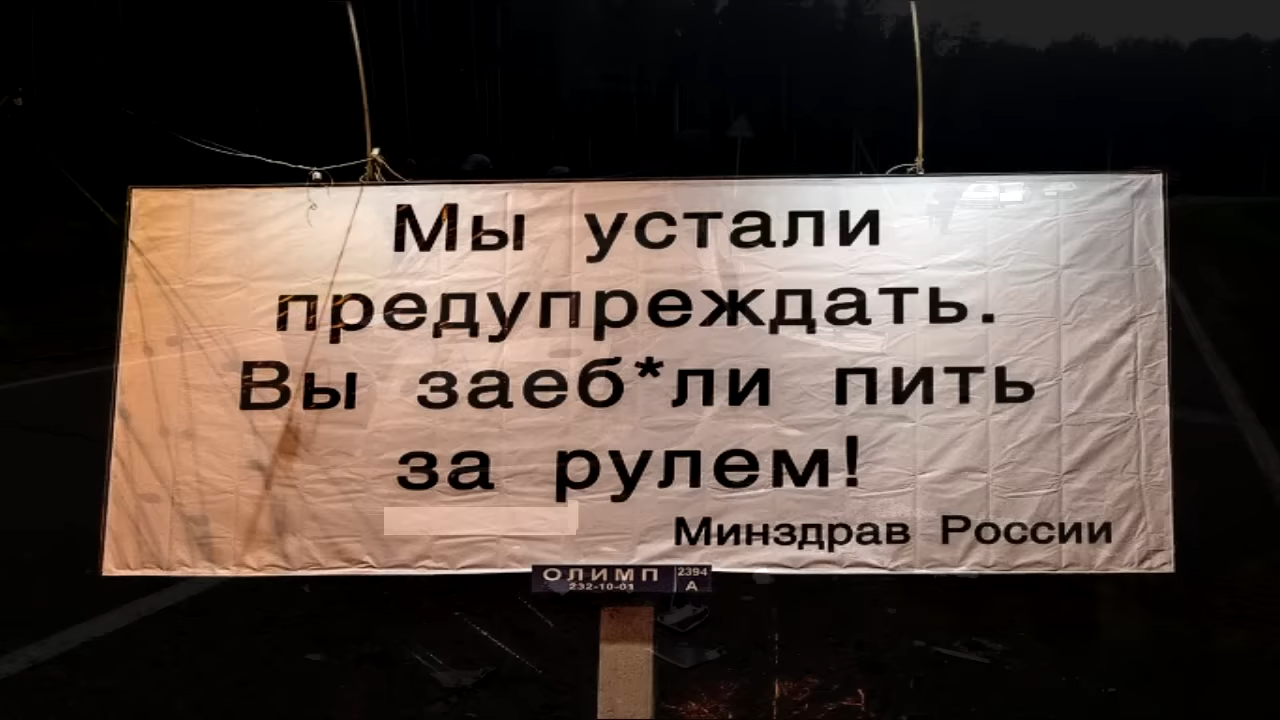 Мы устали
предупреждать.
Вы заеб*ли пить
за рулем!
Минздрав России
ОЛИМП 2394
232-10-01 А